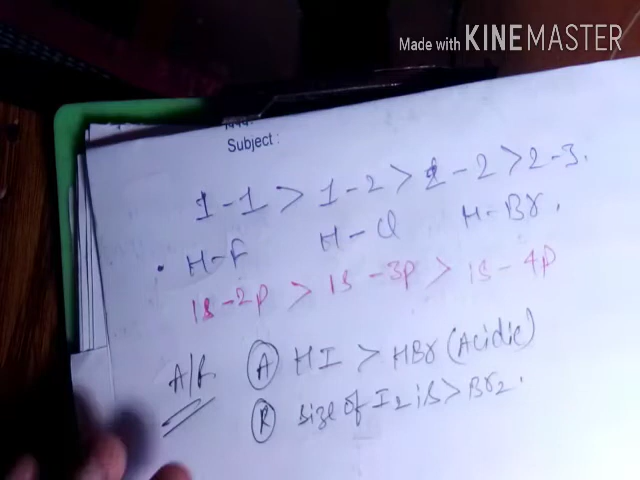 Made with KINEMASTER
Subject :
1-1 > 1-2 > 2-2 > 2-3.
• H-F H-Cl H-Br.
1s-2p > 1s-3p > 1s-4p
A/R (A) HI > HBr (Acidic)
(R) size of I2 is > Br2.